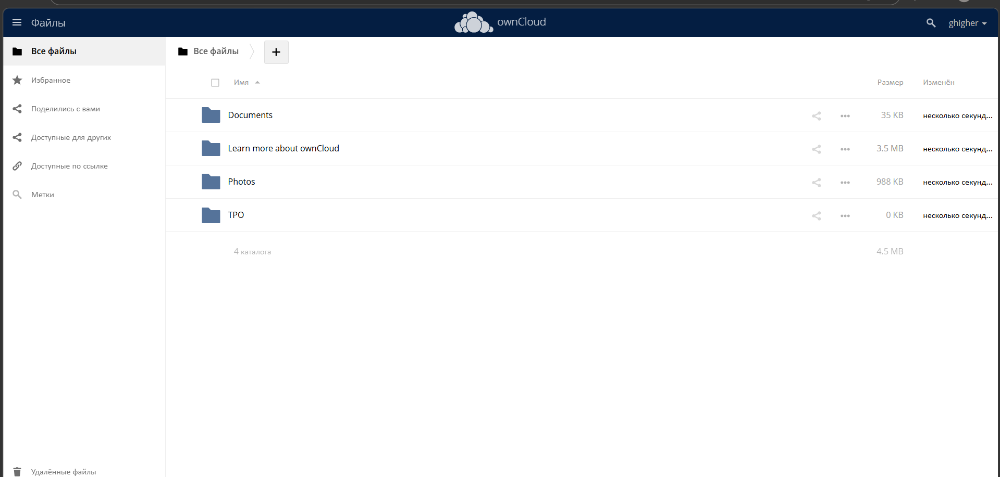 Файлы
ownCloud
ghigher
Все файлы
Избранное
Поделились с вами
Доступные для других
Доступные по ссылке
Метки
Удалённые файлы
Все файлы
Имя Размер Изменён
Documents 35 KB несколько секунд...
Learn more about ownCloud 3.5 MB несколько секунд...
Photos 988 KB несколько секунд...
TPO 0 KB несколько секунд...
4 каталога 4.5 MB